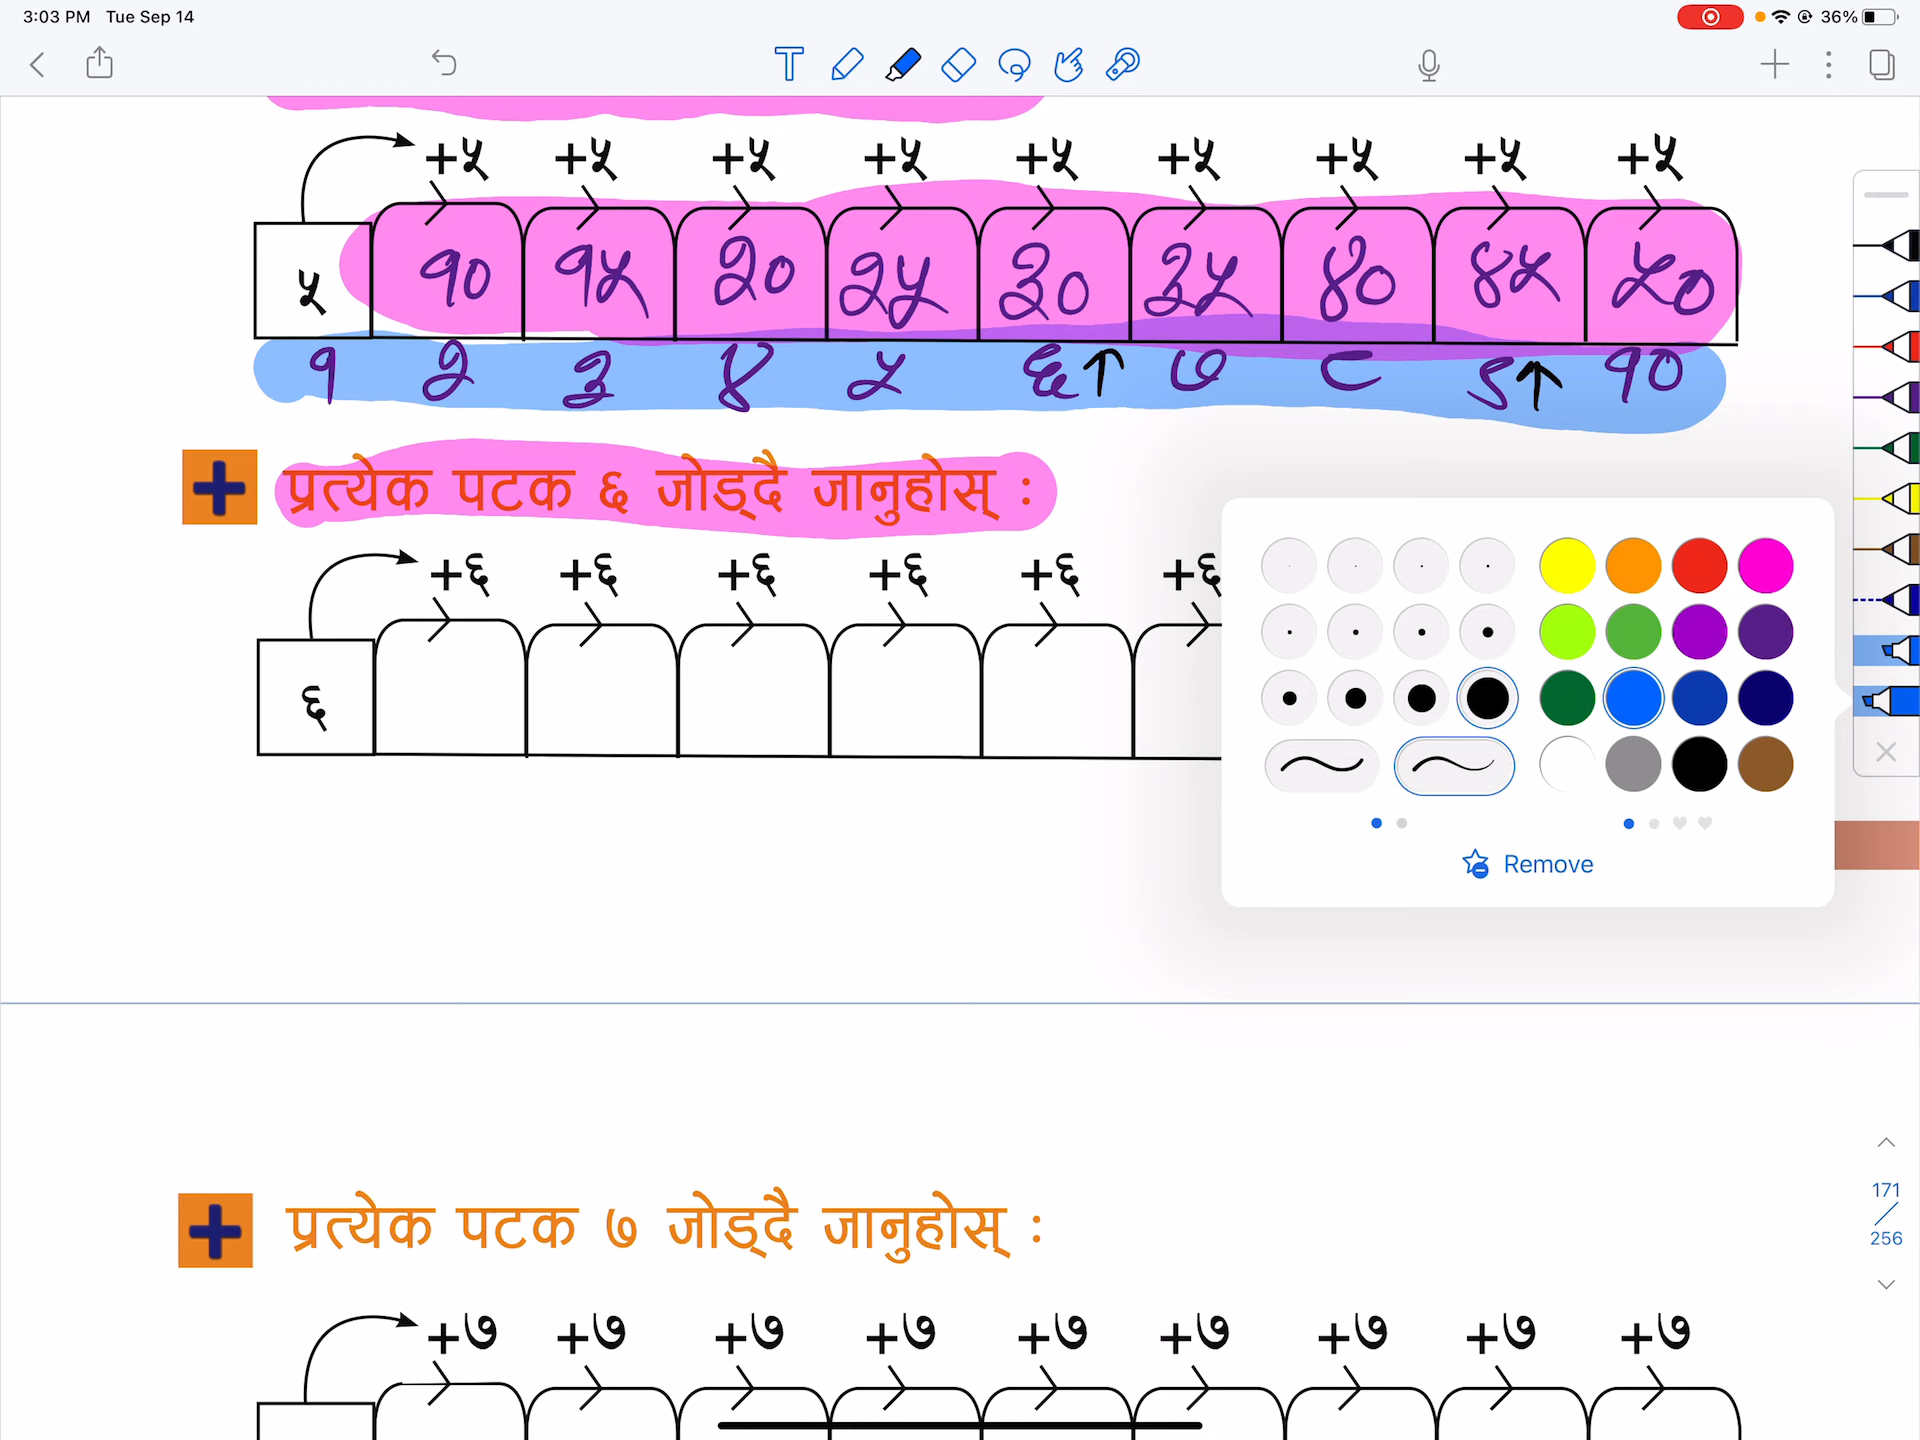 3:03 PM Tue Sep 14
36%
+५ +५ +५ +५ +५ +५ +५ +५ +५
५ १० १५ २० २५ ३० ३५ ४० ४५ ५०
१ २ ३ ४ ५ ६ ७ ८ ९ १०
प्रत्येक पटक ६ जोड्दै जानुहोस् :
+६ +६ +६ +६ +६ +६
६
Remove
171
256
प्रत्येक पटक ७ जोड्दै जानुहोस् :
+७ +७ +७ +७ +७ +७ +७ +७ +७